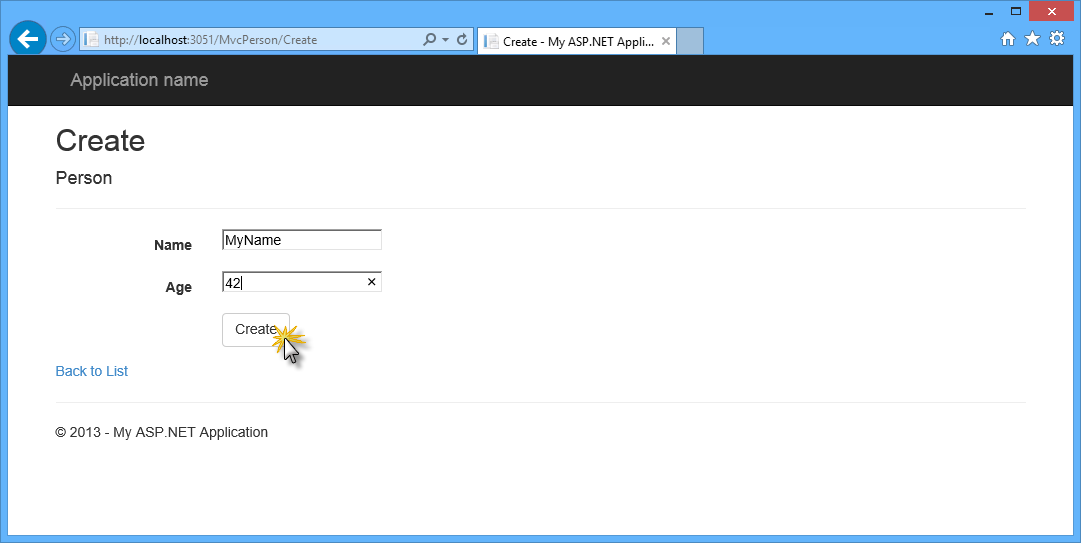 http://localhost:3051/MvcPerson/Create
Create - My ASP.NET Appli...
Application name
Create
Person
Name MyName
Age 42
Create
Back to List
© 2013 - My ASP.NET Application